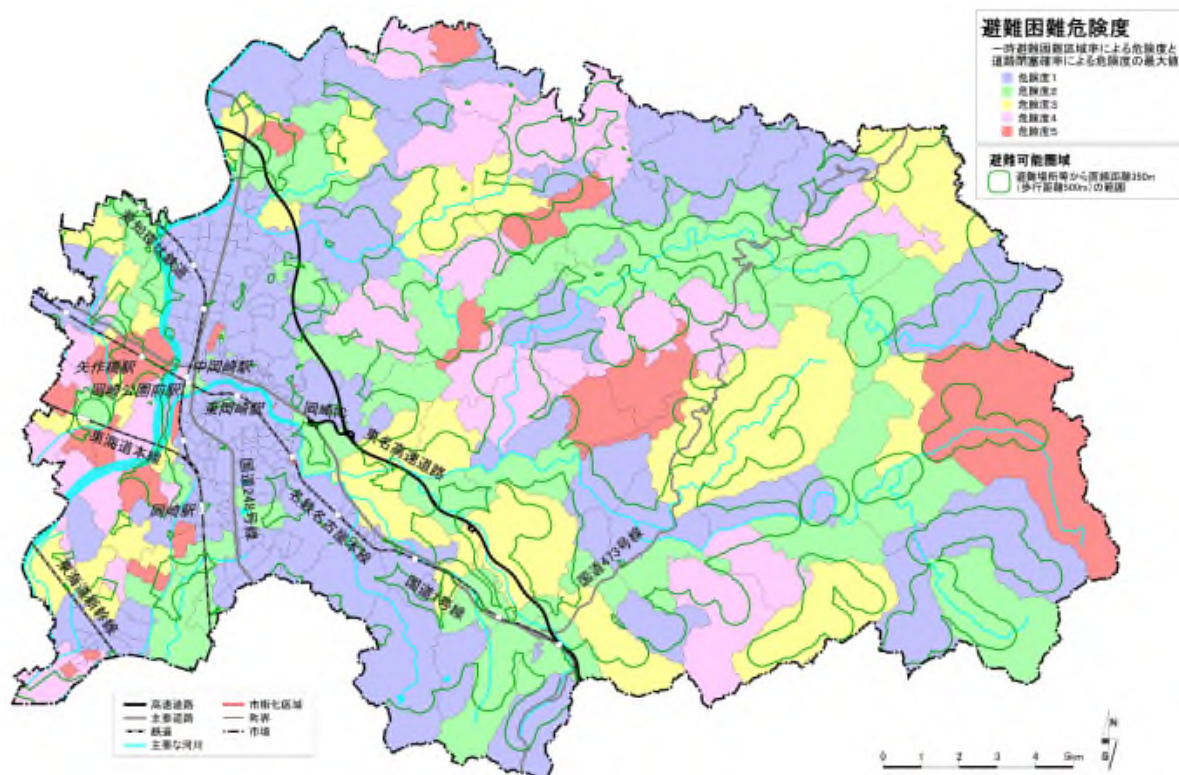 避難困難危険度
一時避難困難区域率による危険度と
道路閉塞確率による危険度の最大値
危険度1
危険度2
危険度3
危険度4
危険度5
避難可能圏域
避難場所等から直線距離350m
(歩行距離500m)の範囲
愛知環状鉄道
矢作橋駅
中岡崎駅
岡崎公園前駅
東岡崎駅
岡崎IC
東名高速道路
東海道本線
岡崎駅
国道248号線
名鉄名古屋本線
国道1号線
国道473号線
東海道新幹線
高速道路
市街化区域
主要道路
町界
鉄道
市境
主要な河川
N
0 1 2 3 4 5km